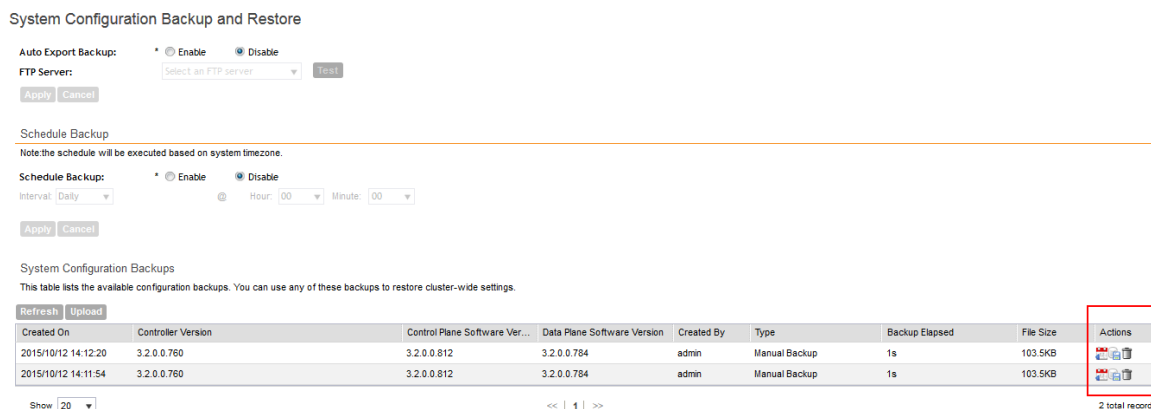 System Configuration Backup and Restore
Auto Export Backup: * Enable Disable
FTP Server: Select an FTP server Test
Apply Cancel
Schedule Backup
Note:the schedule will be executed based on system timezone.
Schedule Backup: * Enable Disable
Interval: Daily @ Hour: 00 Minute: 00
Apply Cancel
System Configuration Backups
This table lists the available configuration backups. You can use any of these backups to restore cluster-wide settings.
Refresh Upload
Created On Controller Version Control Plane Software Ver... Data Plane Software Version Created By Type Backup Elapsed File Size Actions
2015/10/12 14:12:20 3.2.0.0.760 3.2.0.0.812 3.2.0.0.784 admin Manual Backup 1s 103.5KB
2015/10/12 14:11:54 3.2.0.0.760 3.2.0.0.812 3.2.0.0.784 admin Manual Backup 1s 103.5KB
Show 20 << | 1 | >> 2 total record